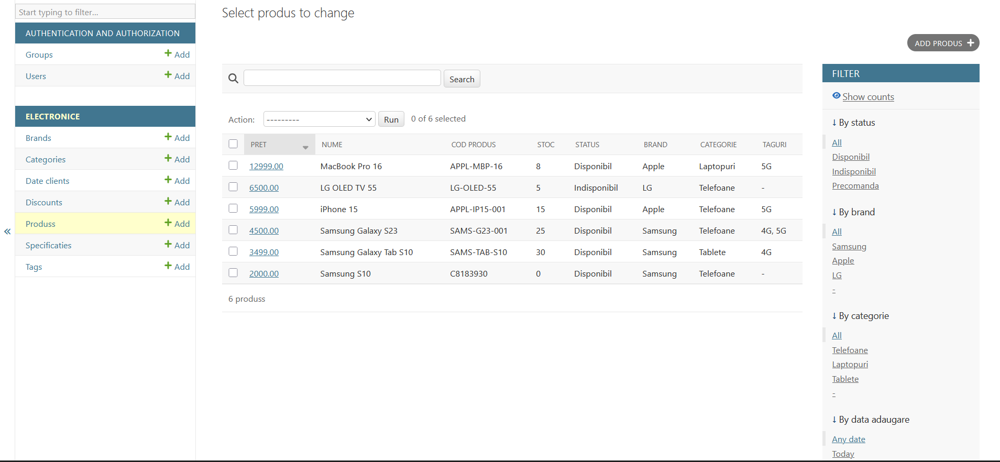 Start typing to filter...
AUTHENTICATION AND AUTHORIZATION
Groups + Add
Users + Add
ELECTRONICE
Brands + Add
Categories + Add
Date clients + Add
Discounts + Add
Produss + Add
Specificaties + Add
Tags + Add
«
Select produs to change
ADD PRODUS +
Search
Action: --------- Run 0 of 6 selected
PRET NUME COD PRODUS STOC STATUS BRAND CATEGORIE TAGURI
12999.00 MacBook Pro 16 APPL-MBP-16 8 Disponibil Apple Laptopuri 5G
6500.00 LG OLED TV 55 LG-OLED-55 5 Indisponibil LG Telefoane -
5999.00 iPhone 15 APPL-IP15-001 15 Disponibil Apple Telefoane 5G
4500.00 Samsung Galaxy S23 SAMS-G23-001 25 Disponibil Samsung Telefoane 4G, 5G
3499.00 Samsung Galaxy Tab S10 SAMS-TAB-S10 30 Disponibil Samsung Tablete 4G
2000.00 Samsung S10 C8183930 0 Disponibil Samsung Telefoane -
6 produss
FILTER
Show counts
↓ By status
All
Disponibil
Indisponibil
Precomanda
↓ By brand
All
Samsung
Apple
LG
-
↓ By categorie
All
Telefoane
Laptopuri
Tablete
-
↓ By data adaugare
Any date
Today